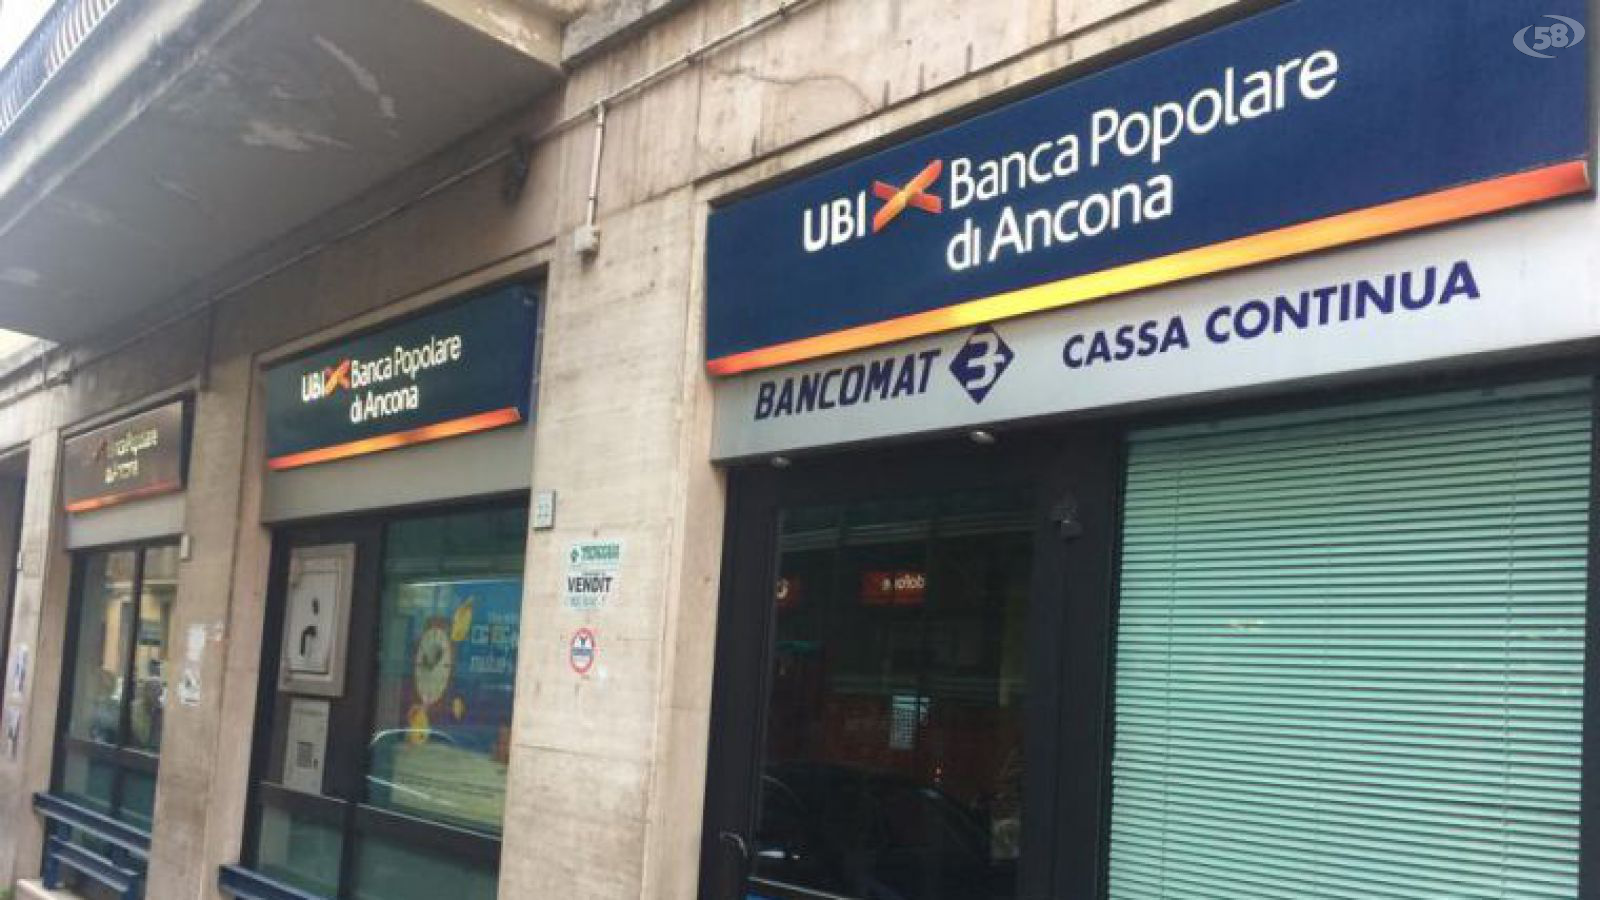 58
UBI Banca Popolare
di Ancona
BANCOMAT 3 CASSA CONTINUA
UBI Banca Popolare
di Ancona
VENDIT